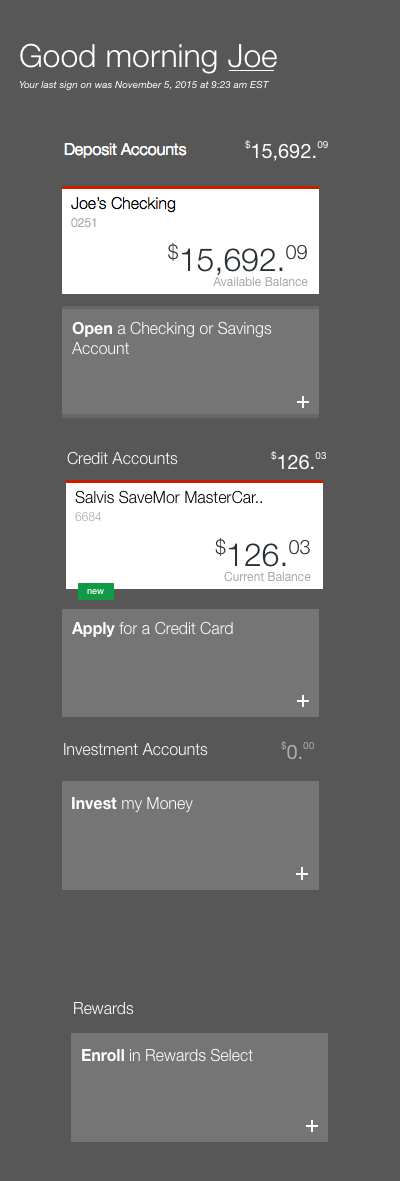 Good morning Joe
Your last sign on was November 5, 2015 at 9:23 am EST
Deposit Accounts $15,692.09
Joe's Checking
0251
$15,692.09
Available Balance
Open a Checking or Savings
Account
+
Credit Accounts $126.03
Salvis SaveMor MasterCar..
6684
$126.03
Current Balance
new
Apply for a Credit Card
+
Investment Accounts $0.00
Invest my Money
+
Rewards
Enroll in Rewards Select
+